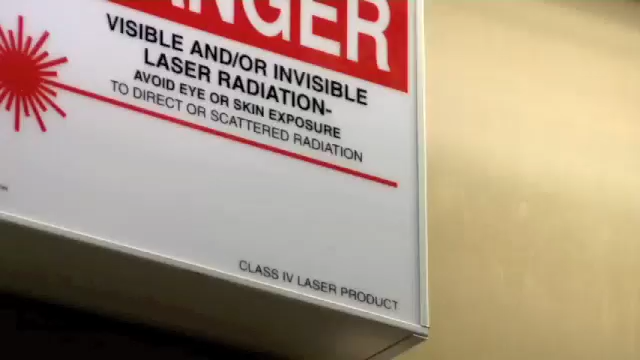 ANGER
VISIBLE AND/OR INVISIBLE
LASER RADIATION-
AVOID EYE OR SKIN EXPOSURE
TO DIRECT OR SCATTERED RADIATION
CLASS IV LASER PRODUCT